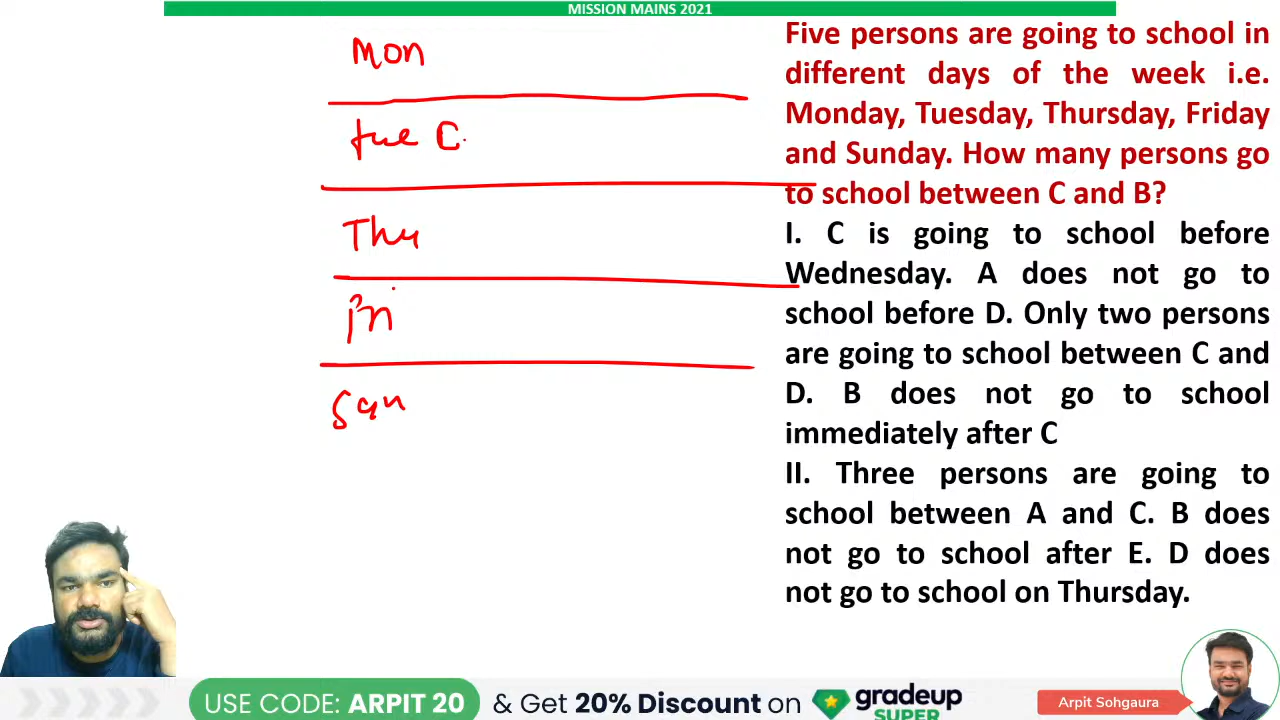 MISSION MAINS 2021
Mon
Tue C
Thu
Fri
Sun
Five persons are going to school in
different days of the week i.e.
Monday, Tuesday, Thursday, Friday
and Sunday. How many persons go
to school between C and B?
I. C is going to school before
Wednesday. A does not go to
school before D. Only two persons
are going to school between C and
D. B does not go to school
immediately after C
II. Three persons are going to
school between A and C. B does
not go to school after E. D does
not go to school on Thursday.
USE CODE: ARPIT 20 & Get 20% Discount on gradeup
SUPER
Arpit Sohgaura